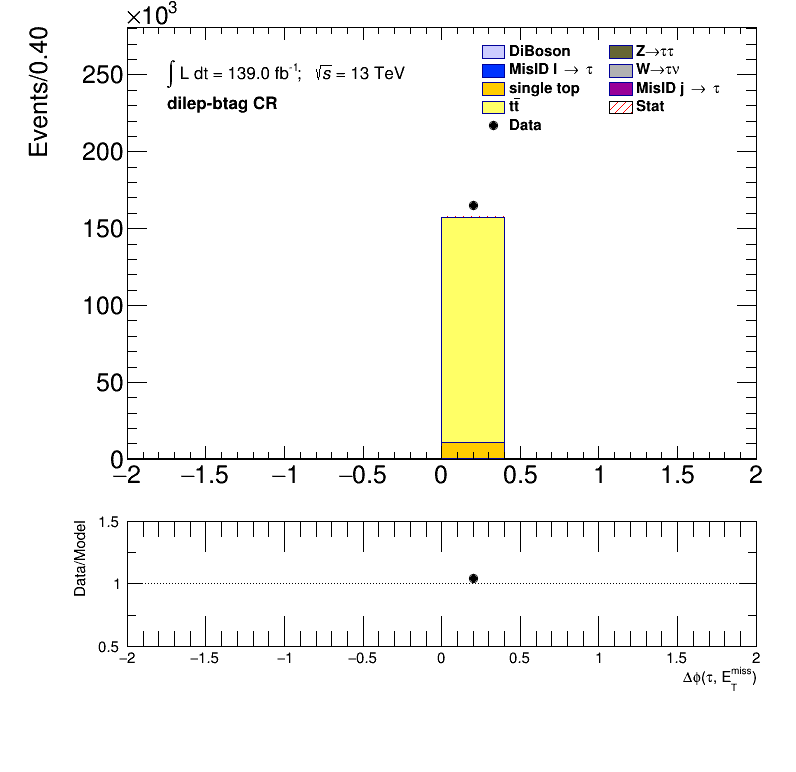 ×10³
Events/0.40
250
200
150
100
50
0
∫ L dt = 139.0 fb⁻¹; √s = 13 TeV
dilep-btag CR
DiBoson
MisID l → τ
single top
tt̄
Data
Z→ττ
W→τν
MisID j → τ
Stat
−2 −1.5 −1 −0.5 0 0.5 1 1.5 2
Data/Model
1.5
1
0.5
−2 −1.5 −1 −0.5 0 0.5 1 1.5 2
Δϕ(τ, E_T^miss)